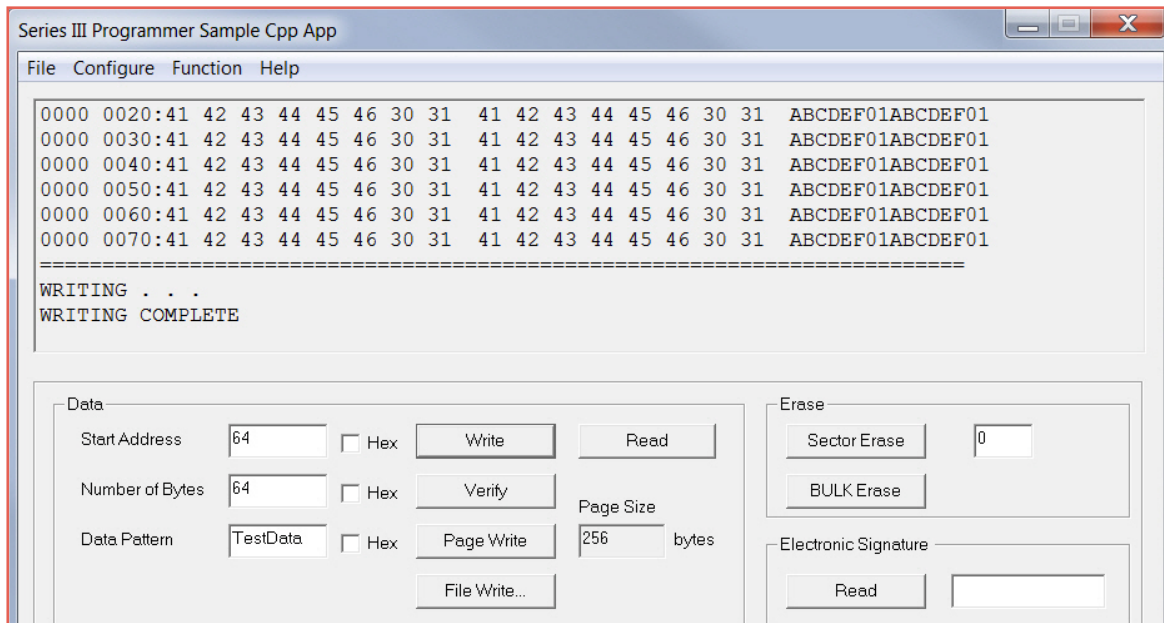 Series III Programmer Sample Cpp App
File Configure Function Help
0000 0020:41 42 43 44 45 46 30 31  41 42 43 44 45 46 30 31  ABCDEF01ABCDEF01
0000 0030:41 42 43 44 45 46 30 31  41 42 43 44 45 46 30 31  ABCDEF01ABCDEF01
0000 0040:41 42 43 44 45 46 30 31  41 42 43 44 45 46 30 31  ABCDEF01ABCDEF01
0000 0050:41 42 43 44 45 46 30 31  41 42 43 44 45 46 30 31  ABCDEF01ABCDEF01
0000 0060:41 42 43 44 45 46 30 31  41 42 43 44 45 46 30 31  ABCDEF01ABCDEF01
0000 0070:41 42 43 44 45 46 30 31  41 42 43 44 45 46 30 31  ABCDEF01ABCDEF01
==========================================================================
WRITING . . .
WRITING COMPLETE
Data
Start Address 64 Hex Write Read
Number of Bytes 64 Hex Verify
Page Size
Data Pattern TestData Hex Page Write 256 bytes
File Write...
Erase
Sector Erase 0
BULK Erase
Electronic Signature
Read